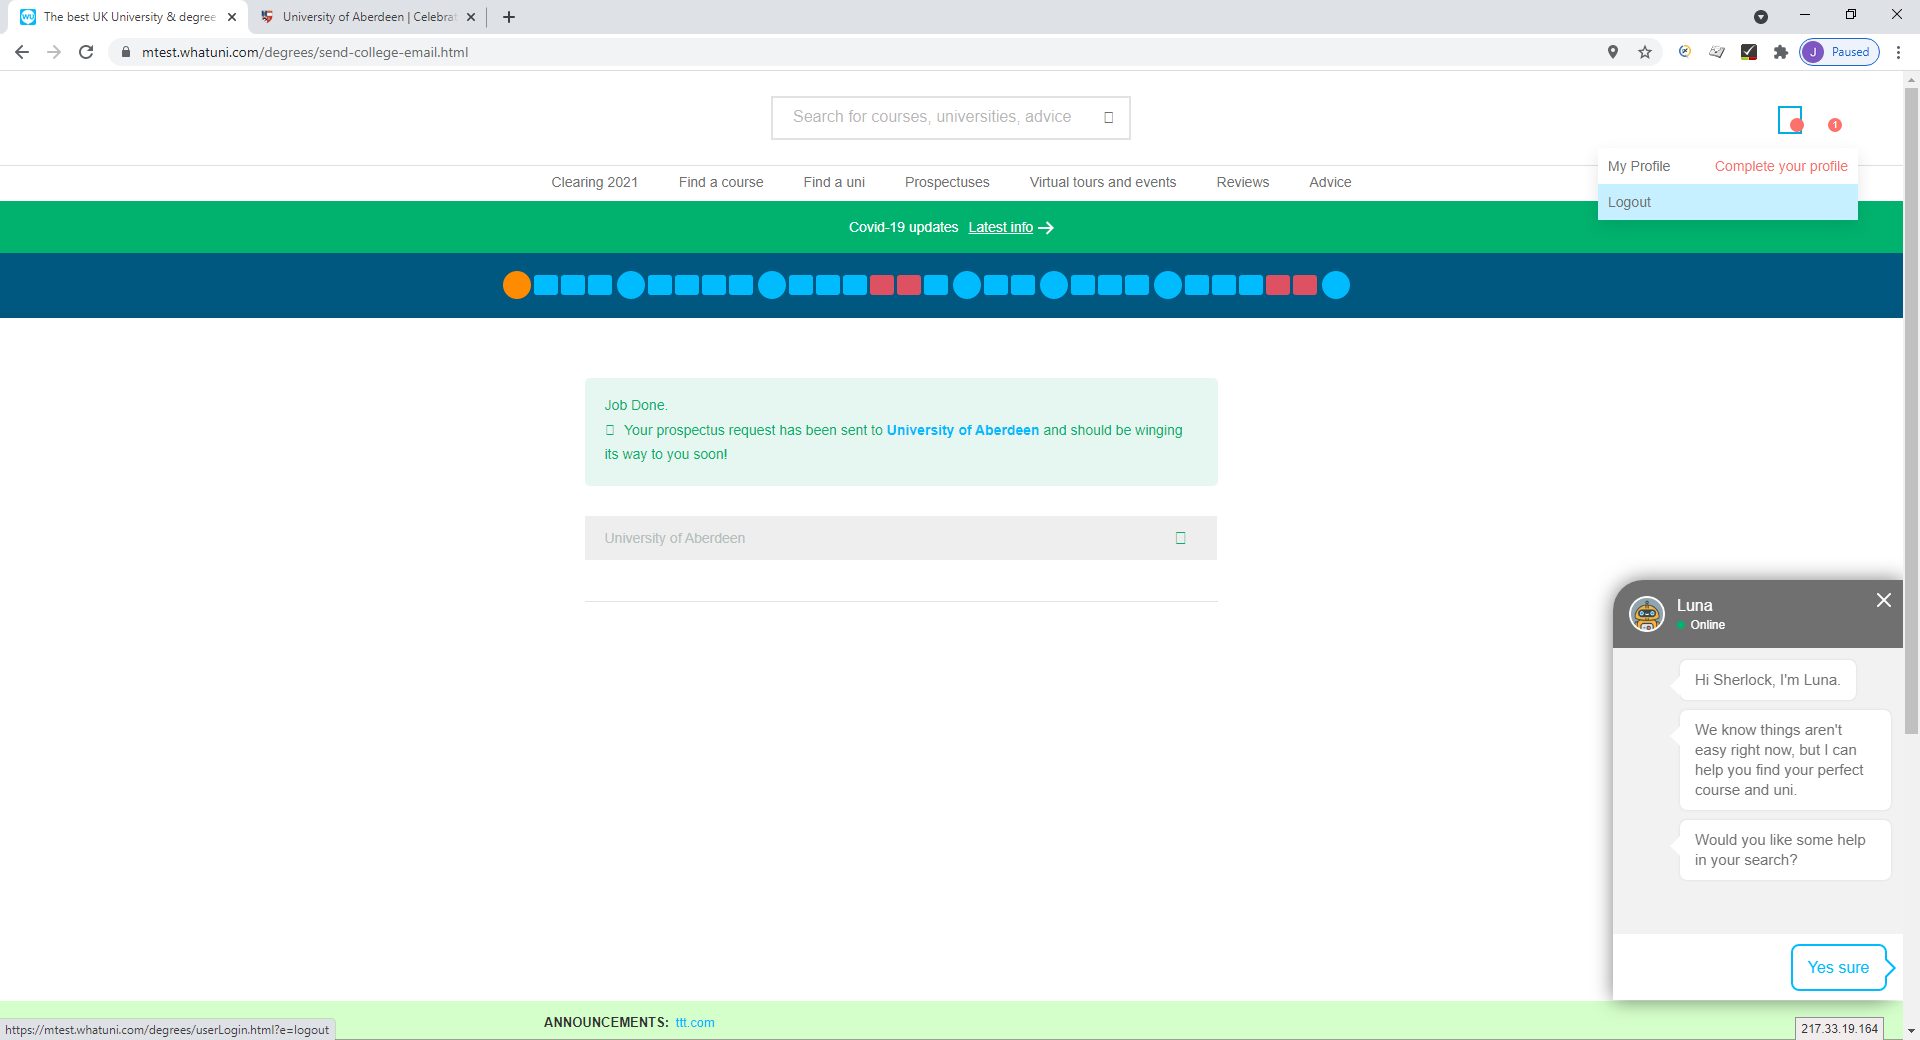 The best UK University & degree
University of Aberdeen | Celebrat
mtest.whatuni.com/degrees/send-college-email.html
J Paused
Search for courses, universities, advice
1
My Profile Complete your profile
Logout
Clearing 2021 Find a course Find a uni Prospectuses Virtual tours and events Reviews Advice
Covid-19 updates Latest info
Job Done.
Your prospectus request has been sent to University of Aberdeen and should be winging
its way to you soon!
University of Aberdeen
Luna
Online
Hi Sherlock, I'm Luna.
We know things aren't
easy right now, but I can
help you find your perfect
course and uni.
Would you like some help
in your search?
Yes sure
ANNOUNCEMENTS: ttt.com
https://mtest.whatuni.com/degrees/userLogin.html?e=logout
217.33.19.164